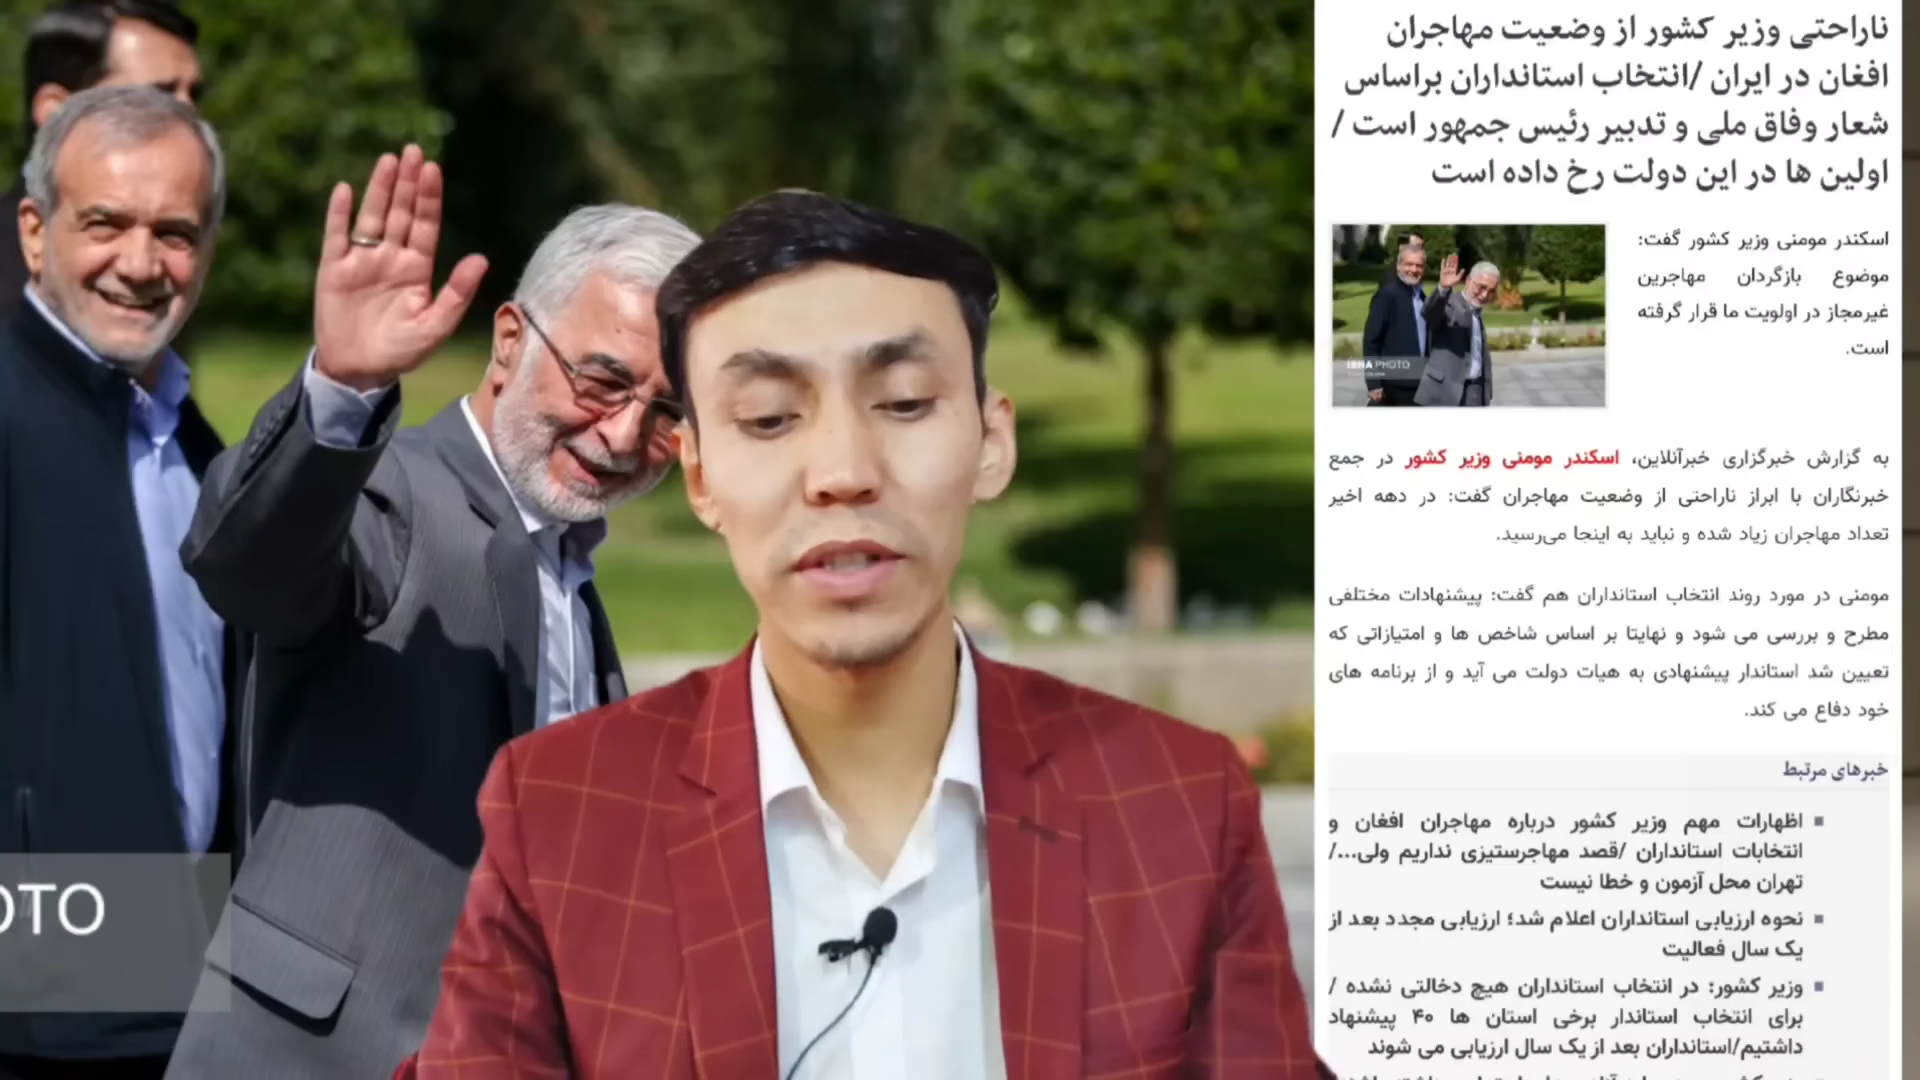 ناراحتی وزیر کشور از وضعیت مهاجران
افغان در ایران /انتخاب استانداران براساس
شعار وفاق ملی و تدبیر رئیس جمهور است /
اولین ها در این دولت رخ داده است
اسکندر مومنی وزیر کشور گفت:
موضوع بازگردان مهاجرین
غیرمجاز در اولویت ما قرار گرفته
است.
PHOTO
به گزارش خبرگزاری خبرآنلاین، اسکندر مومنی وزیر کشور در جمع
خبرنگاران با ابراز ناراحتی از وضعیت مهاجران گفت: در دهه اخیر
تعداد مهاجران زیاد شده و نباید به اینجا می‌رسید.
مومنی در مورد روند انتخاب استانداران هم گفت: پیشنهادات مختلفی
مطرح و بررسی می شود و نهایتا بر اساس شاخص ها و امتیازاتی که
تعیین شد استاندار پیشنهادی به هیات دولت می آید و از برنامه های
خود دفاع می کند.
خبرهای مرتبط
اظهارات مهم وزیر کشور درباره مهاجران افغان و
انتخابات استانداران /قصد مهاجرستیزی نداریم ولی.../
تهران محل آزمون و خطا نیست
نحوه ارزیابی استانداران اعلام شد؛ ارزیابی مجدد بعد از
یک سال فعالیت
وزیر کشور: در انتخاب استانداران هیچ دخالتی نشده /
برای انتخاب استاندار برخی استان ها ۴۰ پیشنهاد
داشتیم/استانداران بعد از یک سال ارزیابی می شوند
OTO